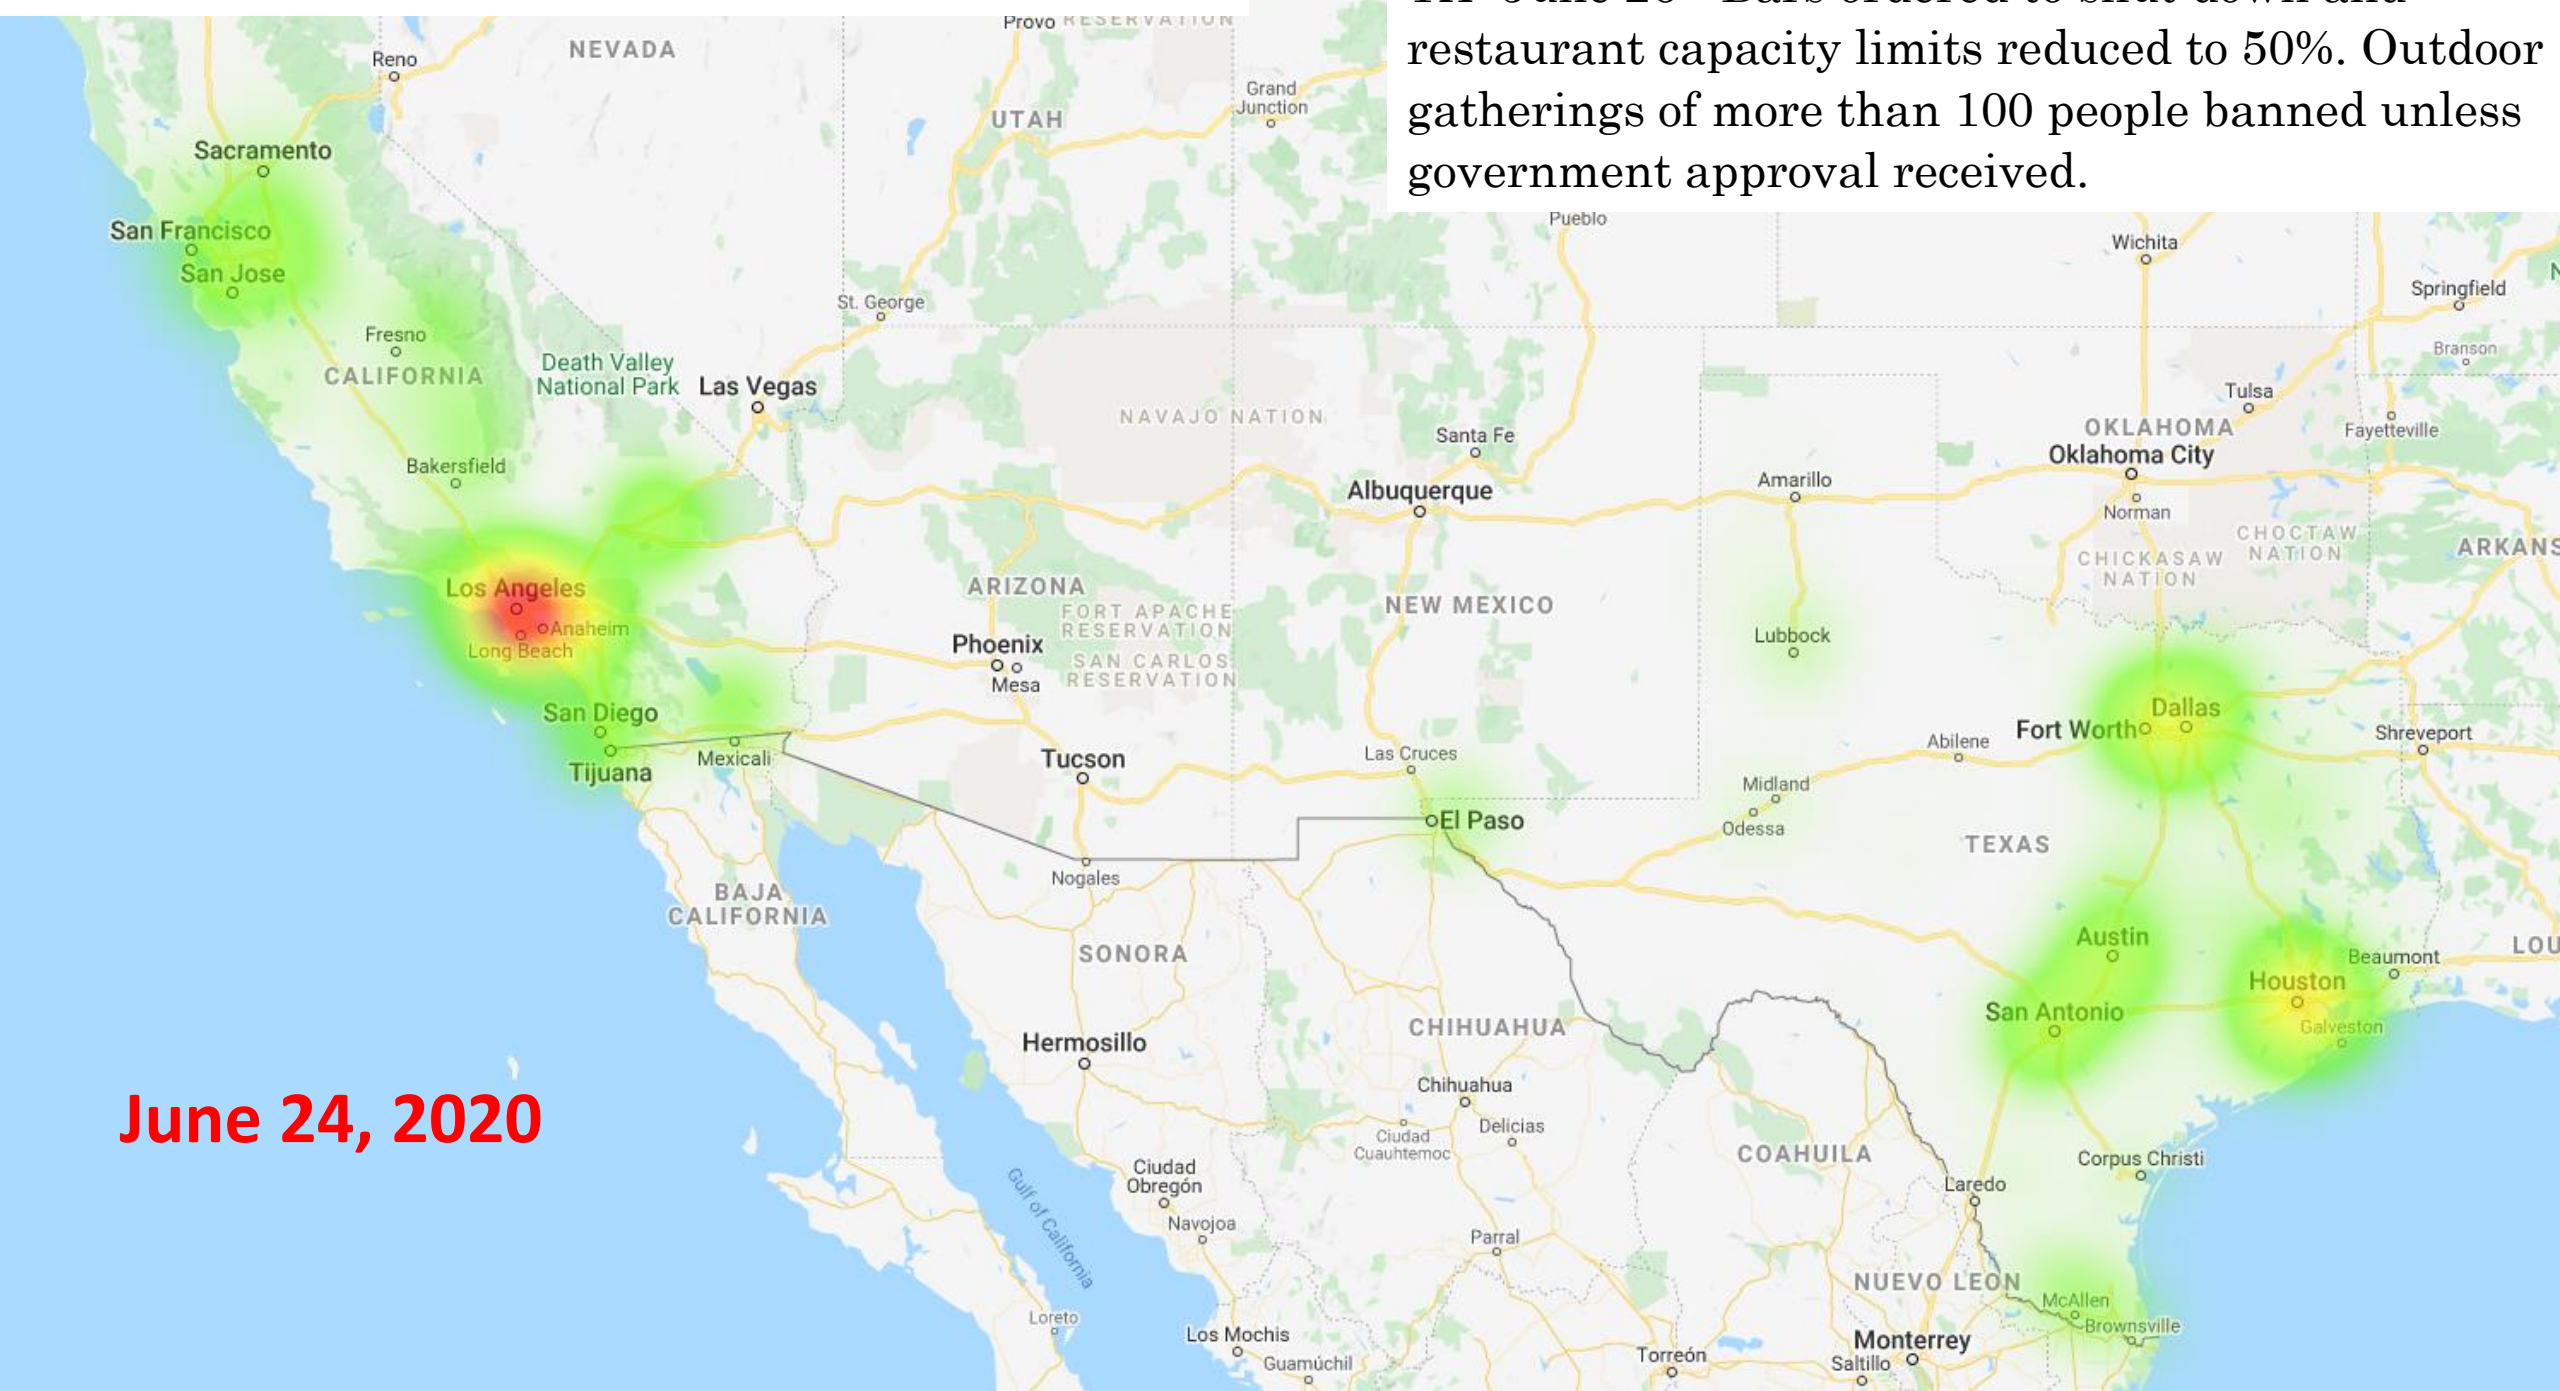 restaurant capacity limits reduced to 50%. Outdoor
gatherings of more than 100 people banned unless
government approval received.
Provo
RESERVATION
Reno
NEVADA
Grand
Junction
UTAH
Sacramento
San Francisco
San Jose
Pueblo
Wichita
Springfield
St. George
Fresno
CALIFORNIA
Death Valley
National Park
Las Vegas
Branson
Tulsa
NAVAJO NATION
OKLAHOMA
Fayetteville
Santa Fe
Oklahoma City
Bakersfield
Amarillo
Albuquerque
Norman
CHOCTAW
NATION
CHICKASAW
NATION
ARKANS
Los Angeles
Anaheim
Long Beach
ARIZONA
FORT APACHE
RESERVATION
NEW MEXICO
Phoenix
Mesa
SAN CARLOS
RESERVATION
Lubbock
San Diego
Tijuana
Mexicali
Dallas
Fort Worth
Shreveport
Abilene
Tucson
Las Cruces
Midland
Odessa
El Paso
TEXAS
Nogales
BAJA
CALIFORNIA
SONORA
Austin
LOU
Beaumont
Houston
San Antonio
Galveston
CHIHUAHUA
Hermosillo
Chihuahua
Delicias
Ciudad
Cuauhtemoc
COAHUILA
June 24, 2020
Corpus Christi
Ciudad
Obregón
Laredo
Navojoa
Gulf of California
Parral
NUEVO LEON
McAllen
Brownsville
Loreto
Los Mochis
Guamúchil
Torreón
Monterrey
Saltillo